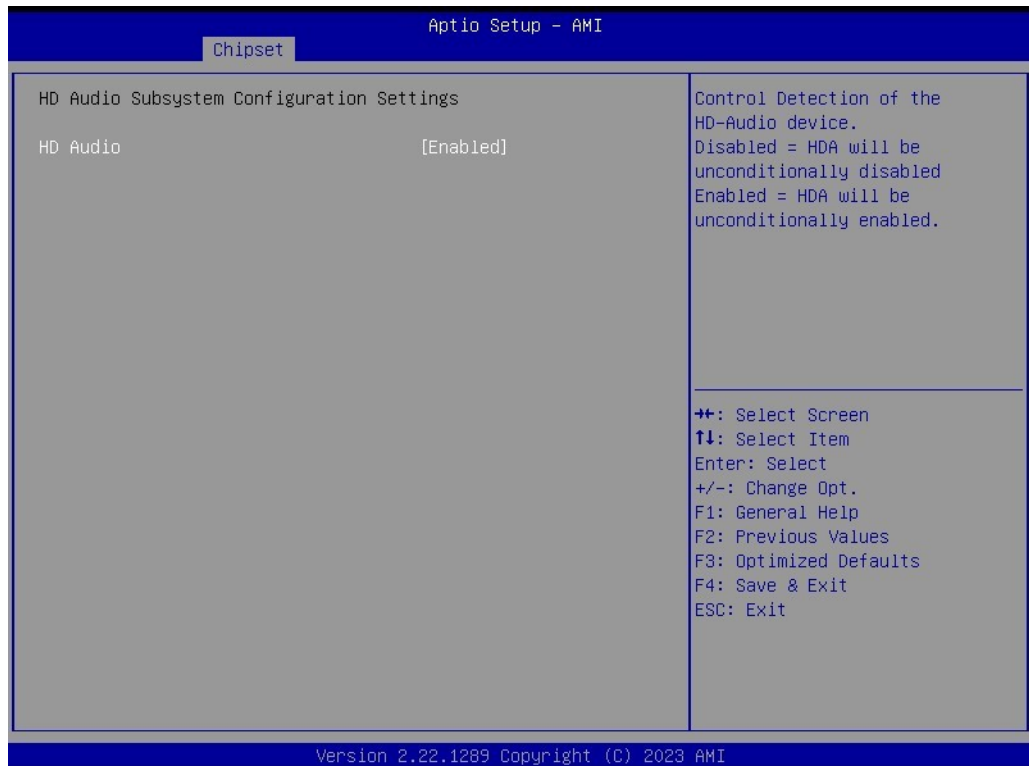 Aptio Setup - AMI
Chipset
HD Audio Subsystem Configuration Settings
HD Audio [Enabled]
Control Detection of the
HD-Audio device.
Disabled = HDA will be
unconditionally disabled
Enabled = HDA will be
unconditionally enabled.
→←: Select Screen
↑↓: Select Item
Enter: Select
+/-: Change Opt.
F1: General Help
F2: Previous Values
F3: Optimized Defaults
F4: Save & Exit
ESC: Exit
Version 2.22.1289 Copyright (C) 2023 AMI